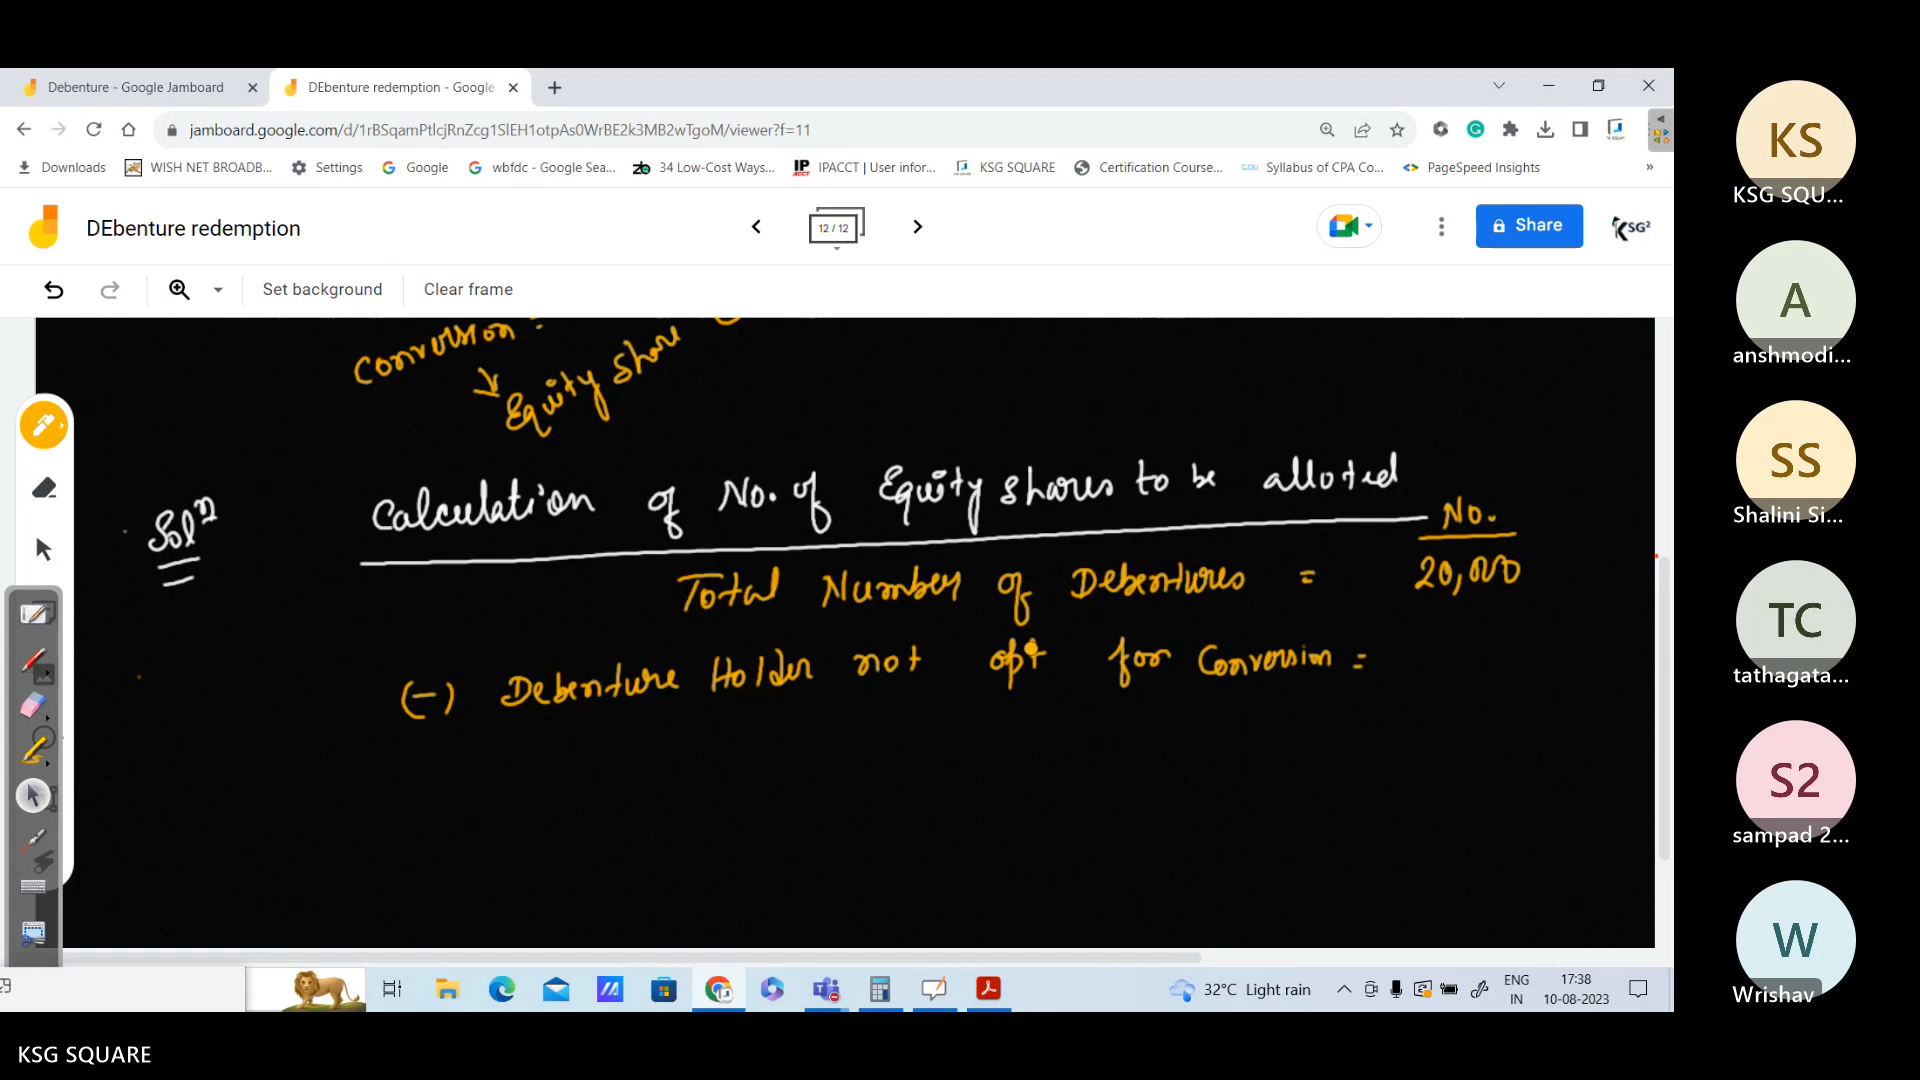 Debenture - Google Jamboard
DEbenture redemption - Google
jamboard.google.com/d/1rBSqamPtlcjRnZcg1SlEH1otpAs0WrBE2k3MB2wTgoM/viewer?f=11
Downloads WISH NET BROADB... Settings Google wbfdc - Google Sea... 34 Low-Cost Ways... IPACCT | User infor... KSG SQUARE Certification Course... Syllabus of CPA Co... PageSpeed Insights »
DEbenture redemption
12 / 12
Share
KSG²
Set background
Clear frame
Conversion :
Equity Share
Solⁿ
Calculation of No. of Equity shares to be alloted
No.
Total Number of Debentures = 20,000
(-) Debenture Holder not opt for Conversion =
32°C Light rain
ENG
IN
17:38
10-08-2023
KS
KSG SQU...
A
anshmodi...
SS
Shalini Si...
TC
tathagata...
S2
sampad 2...
W
Wrishav
KSG SQUARE